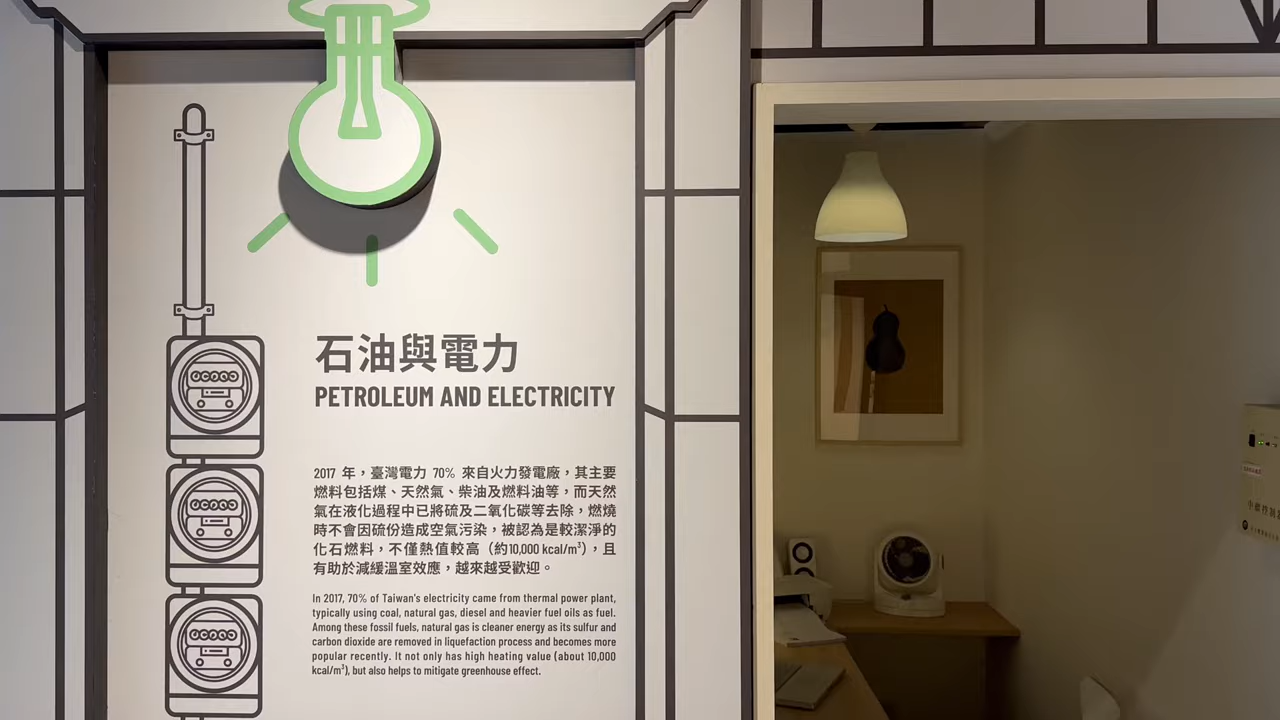 石油與電力
PETROLEUM AND ELECTRICITY
2017 年，臺灣電力 70% 來自火力發電廠，其主要
燃料包括煤、天然氣、柴油及燃料油等，而天然
氣在液化過程中已將硫及二氧化碳等去除，燃燒
時不會因硫份造成空氣污染，被認為是較潔淨的
化石燃料，不僅熱值較高（約10,000 kcal/m³），且
有助於減緩溫室效應，越來越受歡迎。
In 2017, 70% of Taiwan's electricity came from thermal power plant,
typically using coal, natural gas, diesel and heavier fuel oils as fuel.
Among these fossil fuels, natural gas is cleaner energy as its sulfur and
carbon dioxide are removed in liquefaction process and becomes more
popular recently. It not only has high heating value (about 10,000
kcal/m³), but also helps to mitigate greenhouse effect.